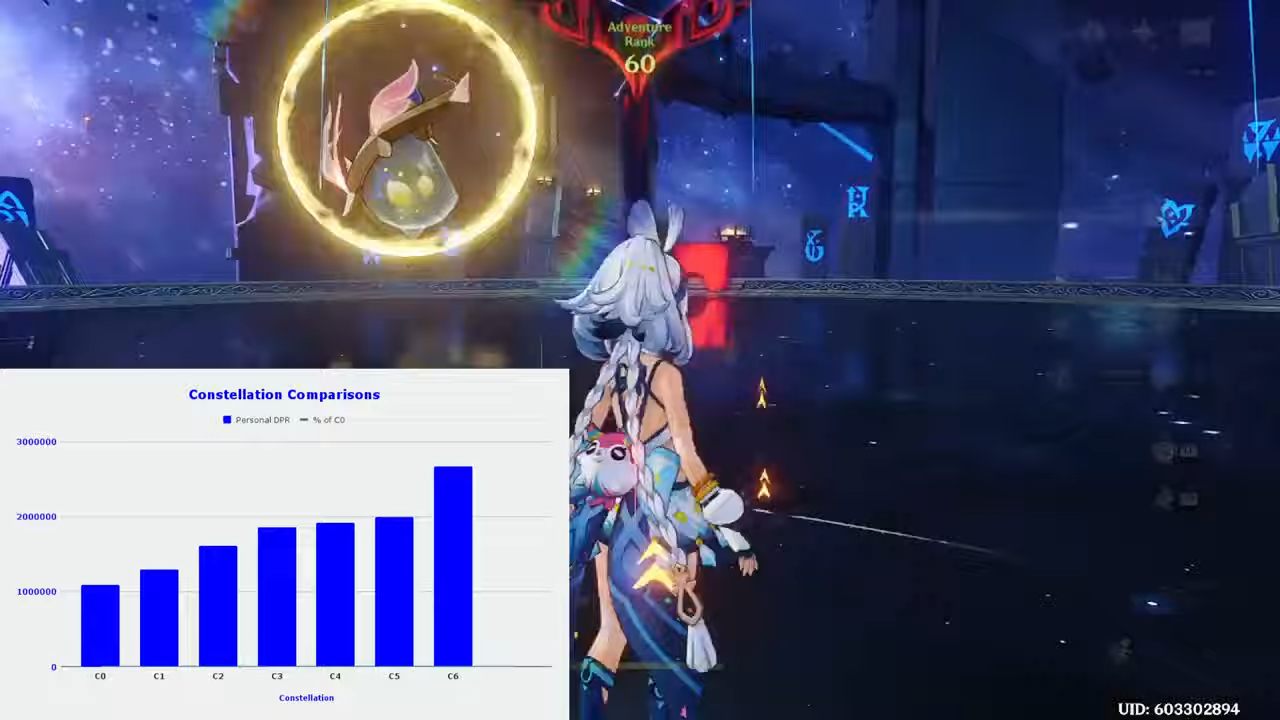 Adventure
Rank
60
Constellation Comparisons
Personal DPR
% of C0
3000000
2000000
1000000
0
C0 C1 C2 C3 C4 C5 C6
Constellation
UID: 603302894